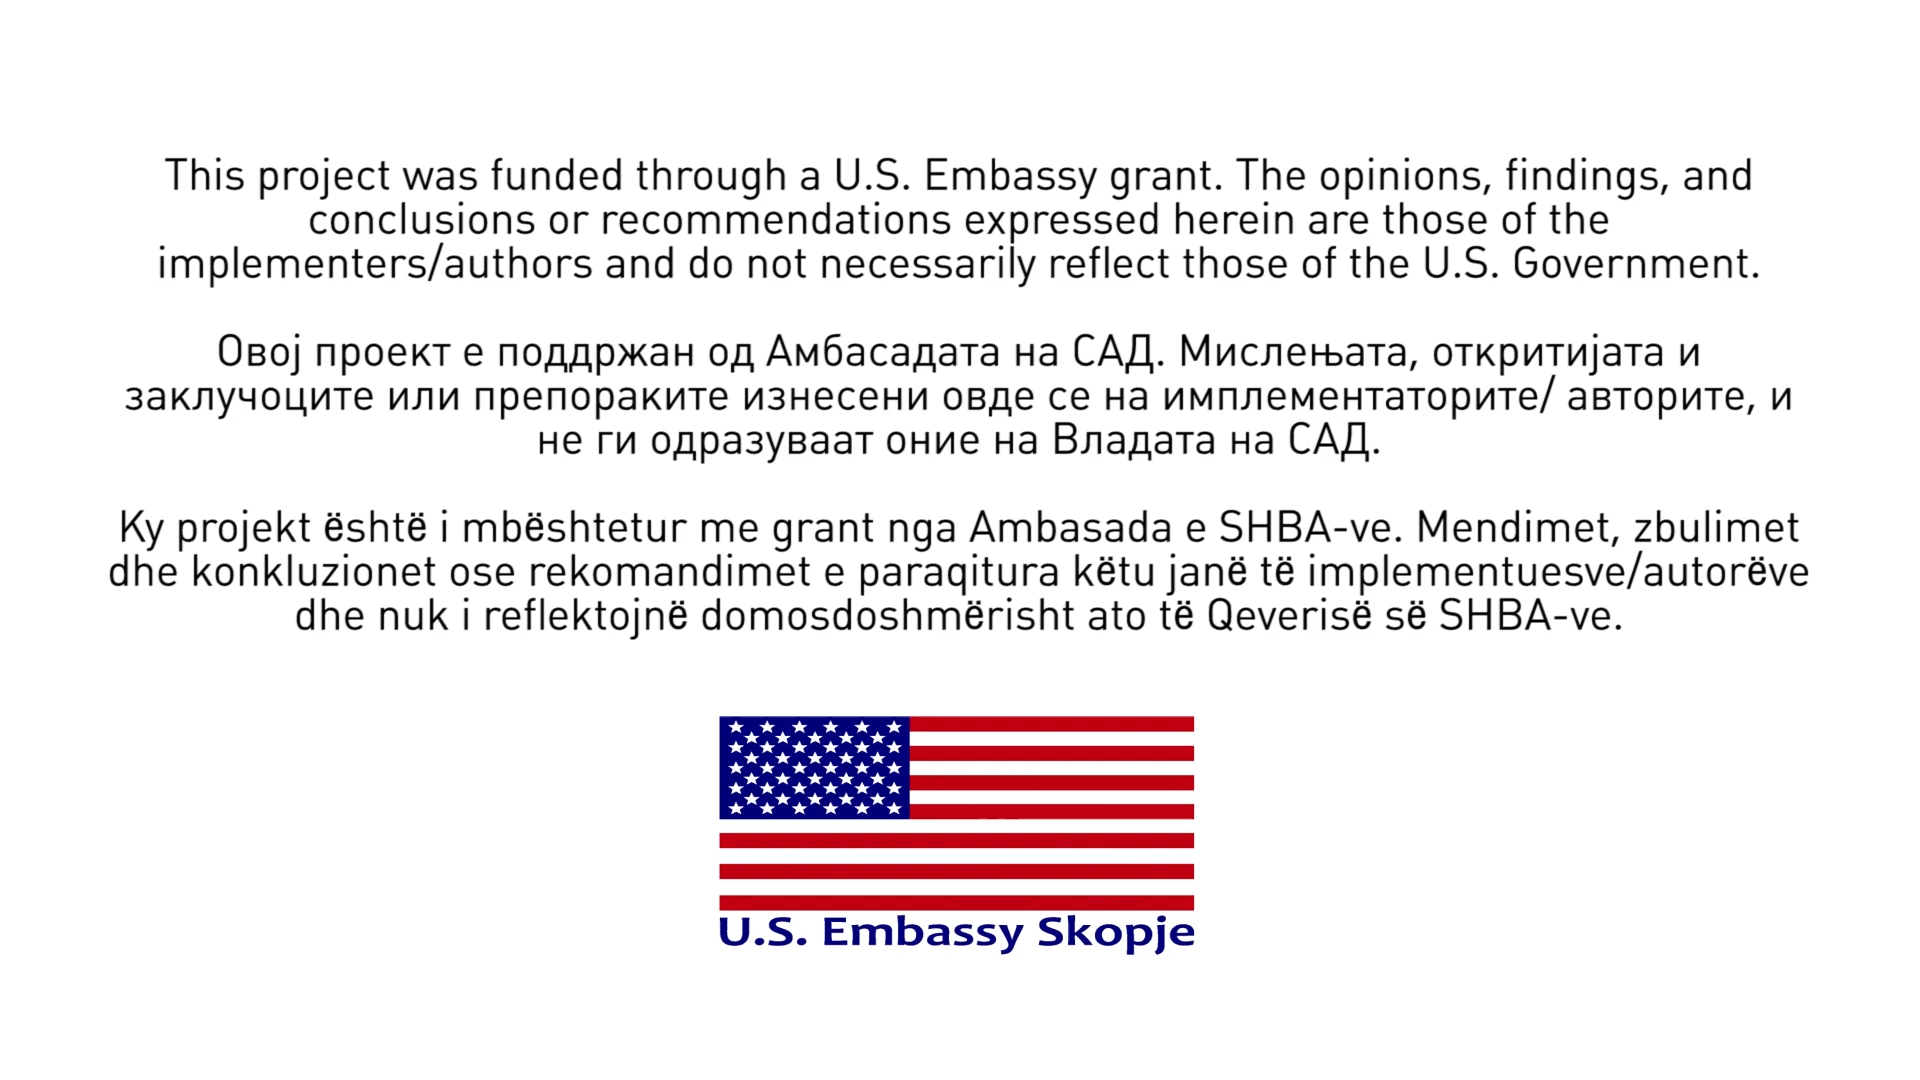 This project was funded through a U.S. Embassy grant. The opinions, findings, and
conclusions or recommendations expressed herein are those of the
implementers/authors and do not necessarily reflect those of the U.S. Government.
Овој проект е поддржан од Амбасадата на САД. Мислењата, откритијата и
заклучоците или препораките изнесени овде се на имплементаторите/ авторите, и
не ги одразуваат оние на Владата на САД.
Ky projekt është i mbështetur me grant nga Ambasada e SHBA-ve. Mendimet, zbulimet
dhe konkluzionet ose rekomandimet e paraqitura këtu janë të implementuesve/autorëve
dhe nuk i reflektojnë domosdoshmërisht ato të Qeverisë së SHBA-ve.
U.S. Embassy Skopje